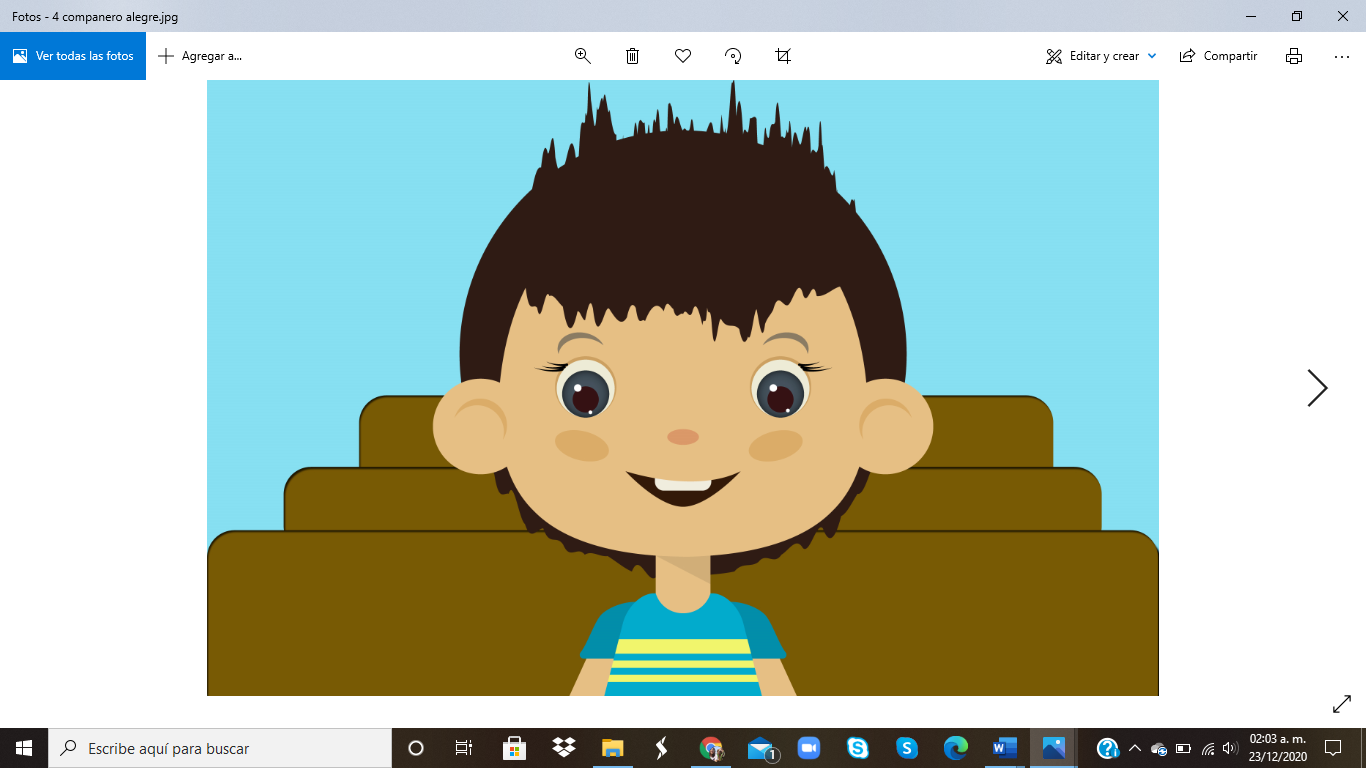 Fotos - 4 companero alegre.jpg
Ver todas las fotos
Agregar a...
Editar y crear
Compartir
Escribe aquí para buscar
1
S
S
W
?
02:03 a. m.
23/12/2020